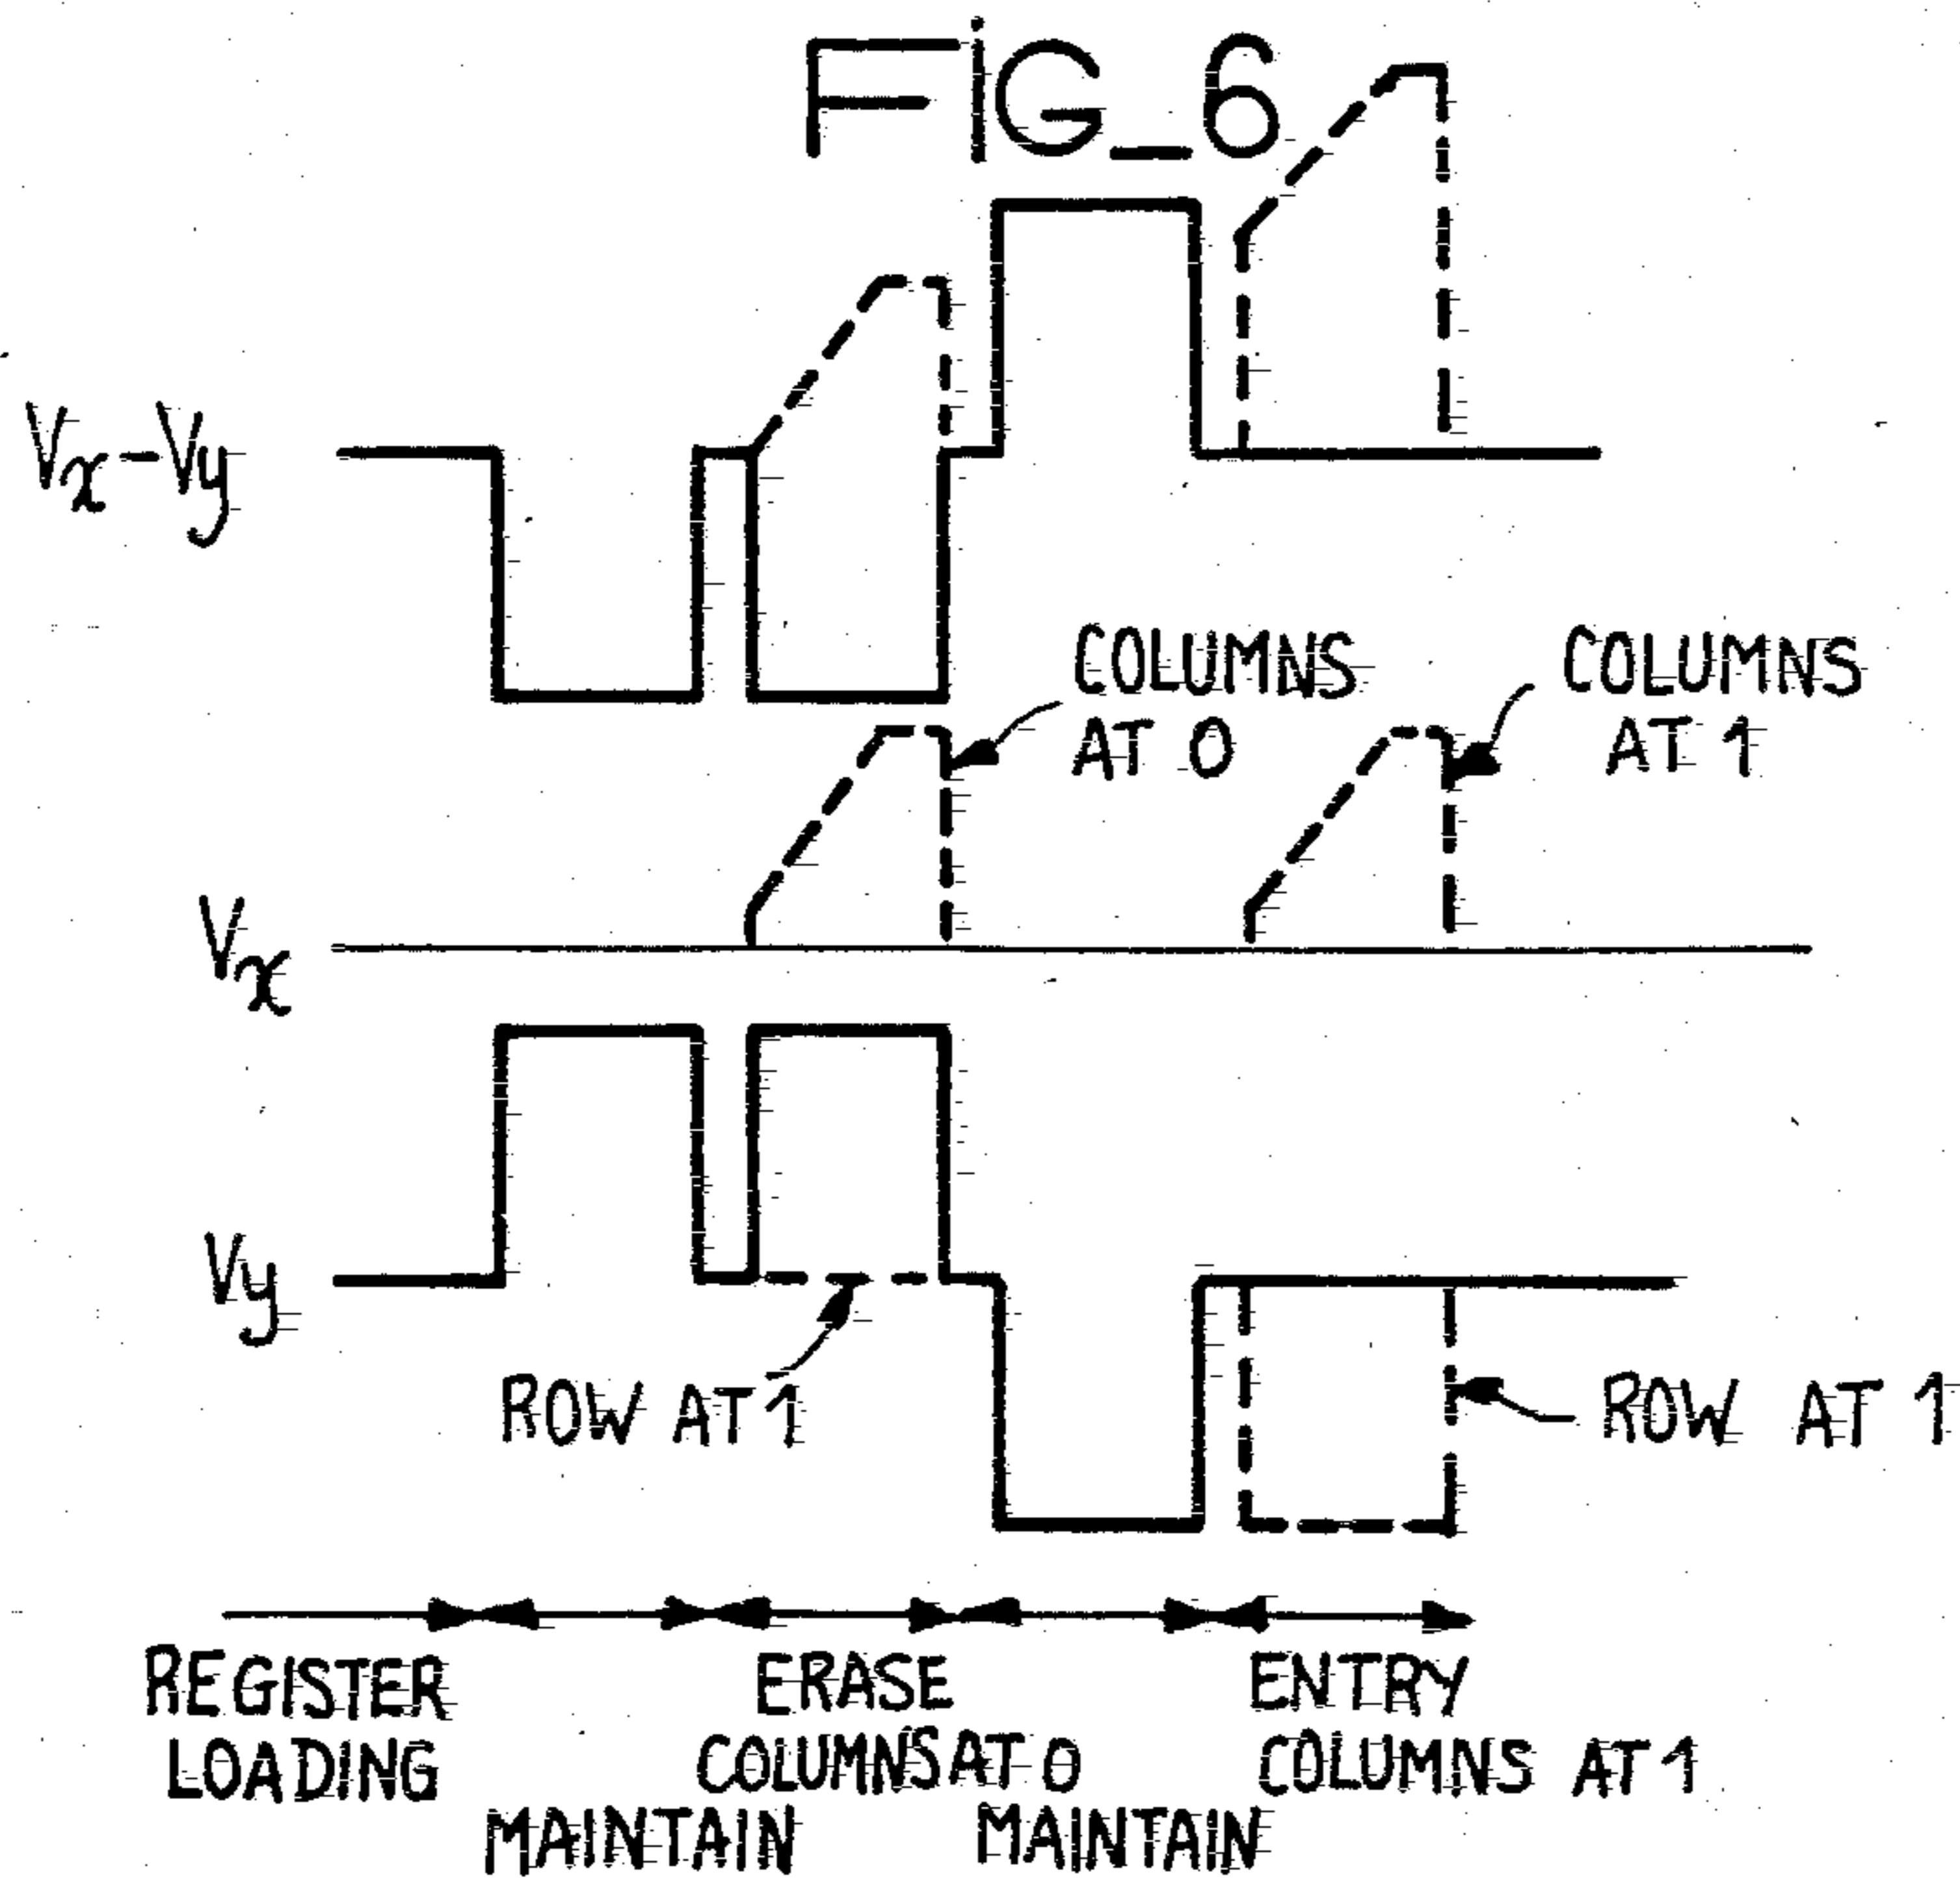 FIG_6
Vx-Vy
COLUMNS
AT 0
COLUMNS
AT 1
Vx
Vy
ROW AT 1
ROW AT 1
REGISTER
LOADING
MAINTAIN
ERASE
COLUMNS AT 0
MAINTAIN
ENTRY
COLUMNS AT 1